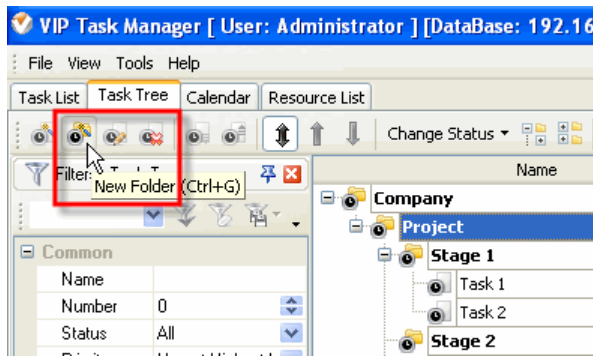 VIP Task Manager [ User: Administrator ] [DataBase: 192.16
File View Tools Help
Task List Task Tree Calendar Resource List
Change Status
Filter
New Folder (Ctrl+G)
Name
Company
Project
Stage 1
Task 1
Task 2
Stage 2
Common
Name
Number 0
Status All